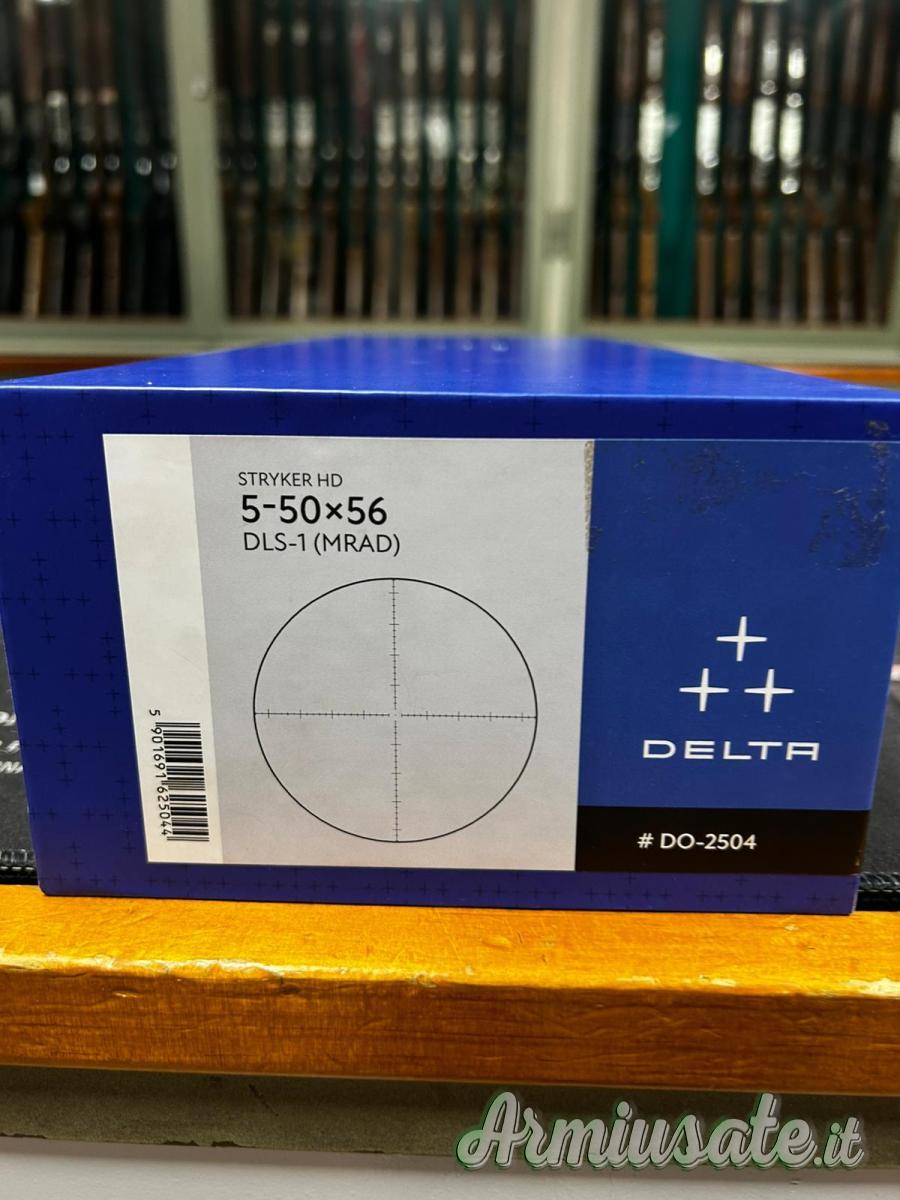 STRYKER HD
5-50×56
DLS-1 (MRAD)
5 901691 625044
DELTA
# DO-2504
Armiusate.it